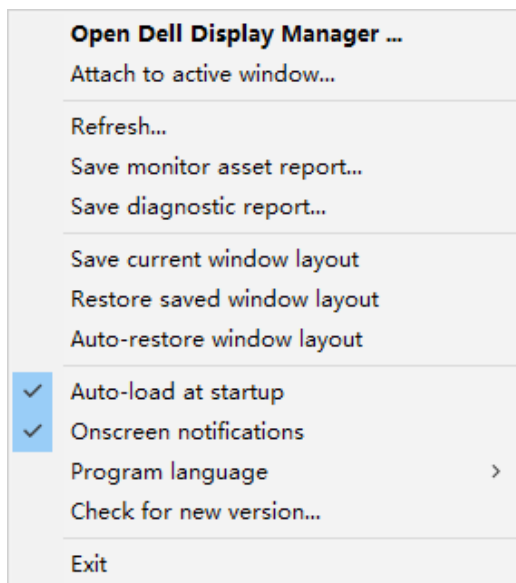 Open Dell Display Manager ...
Attach to active window...
Refresh...
Save monitor asset report...
Save diagnostic report...
Save current window layout
Restore saved window layout
Auto-restore window layout
Auto-load at startup
Onscreen notifications
Program language
Check for new version...
Exit